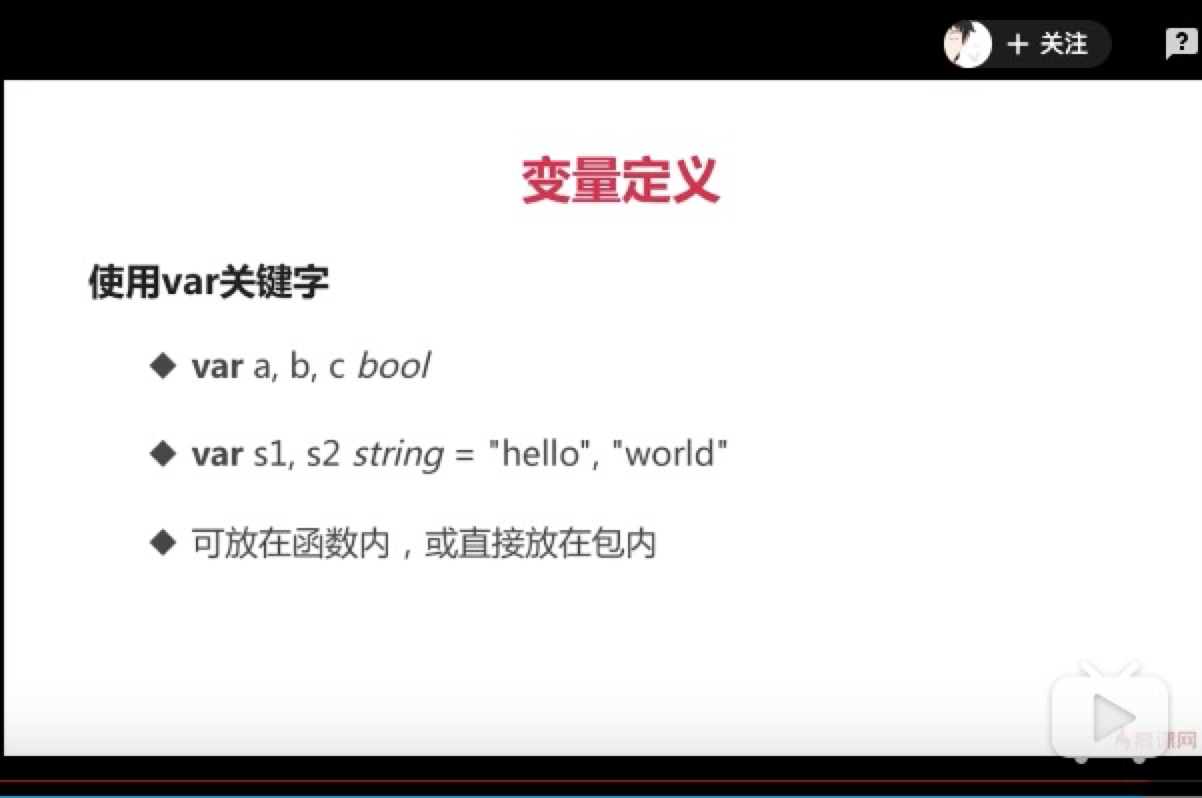 + 关注
?
变量定义
使用var关键字
◆ var a, b, c bool
◆ var s1, s2 string = "hello", "world"
◆ 可放在函数内，或直接放在包内
慕课网